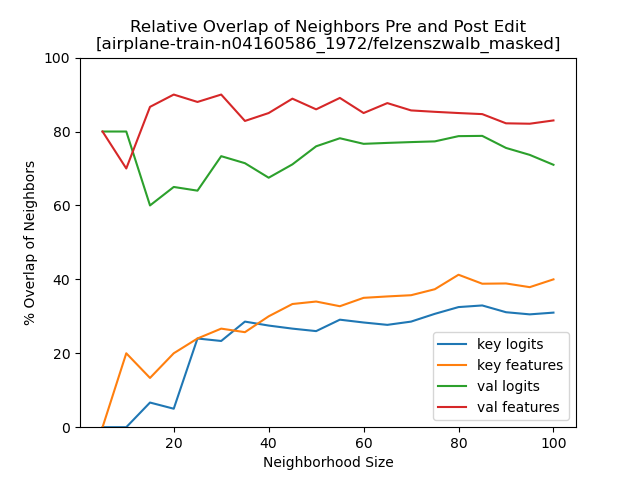 Relative Overlap of Neighbors Pre and Post Edit
[airplane-train-n04160586_1972/felzenszwalb_masked]
100
80
60
40
20
0
% Overlap of Neighbors
key logits
key features
val logits
val features
20 40 60 80 100
Neighborhood Size